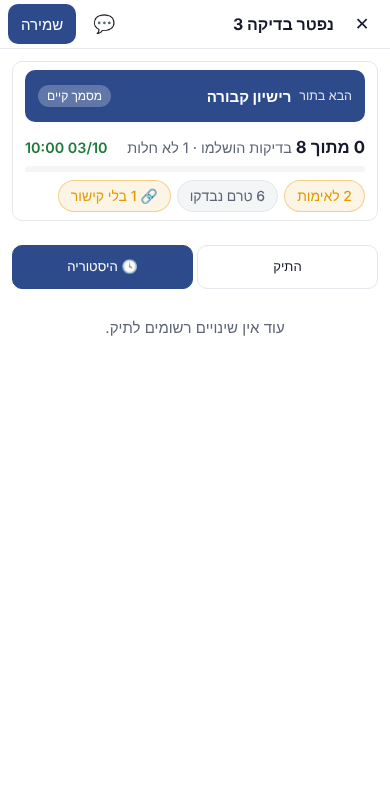 ✕ נפטר בדיקה 3 💬 שמירה
הבא בתור רישיון קבורה מסמך קיים
0 מתוך 8 בדיקות הושלמו · 1 לא חלות 03/10 10:00
2 לאימות 6 טרם נבדקו 🔗 1 בלי קישור
התיק 🕓 היסטוריה
עוד אין שינויים רשומים לתיק.